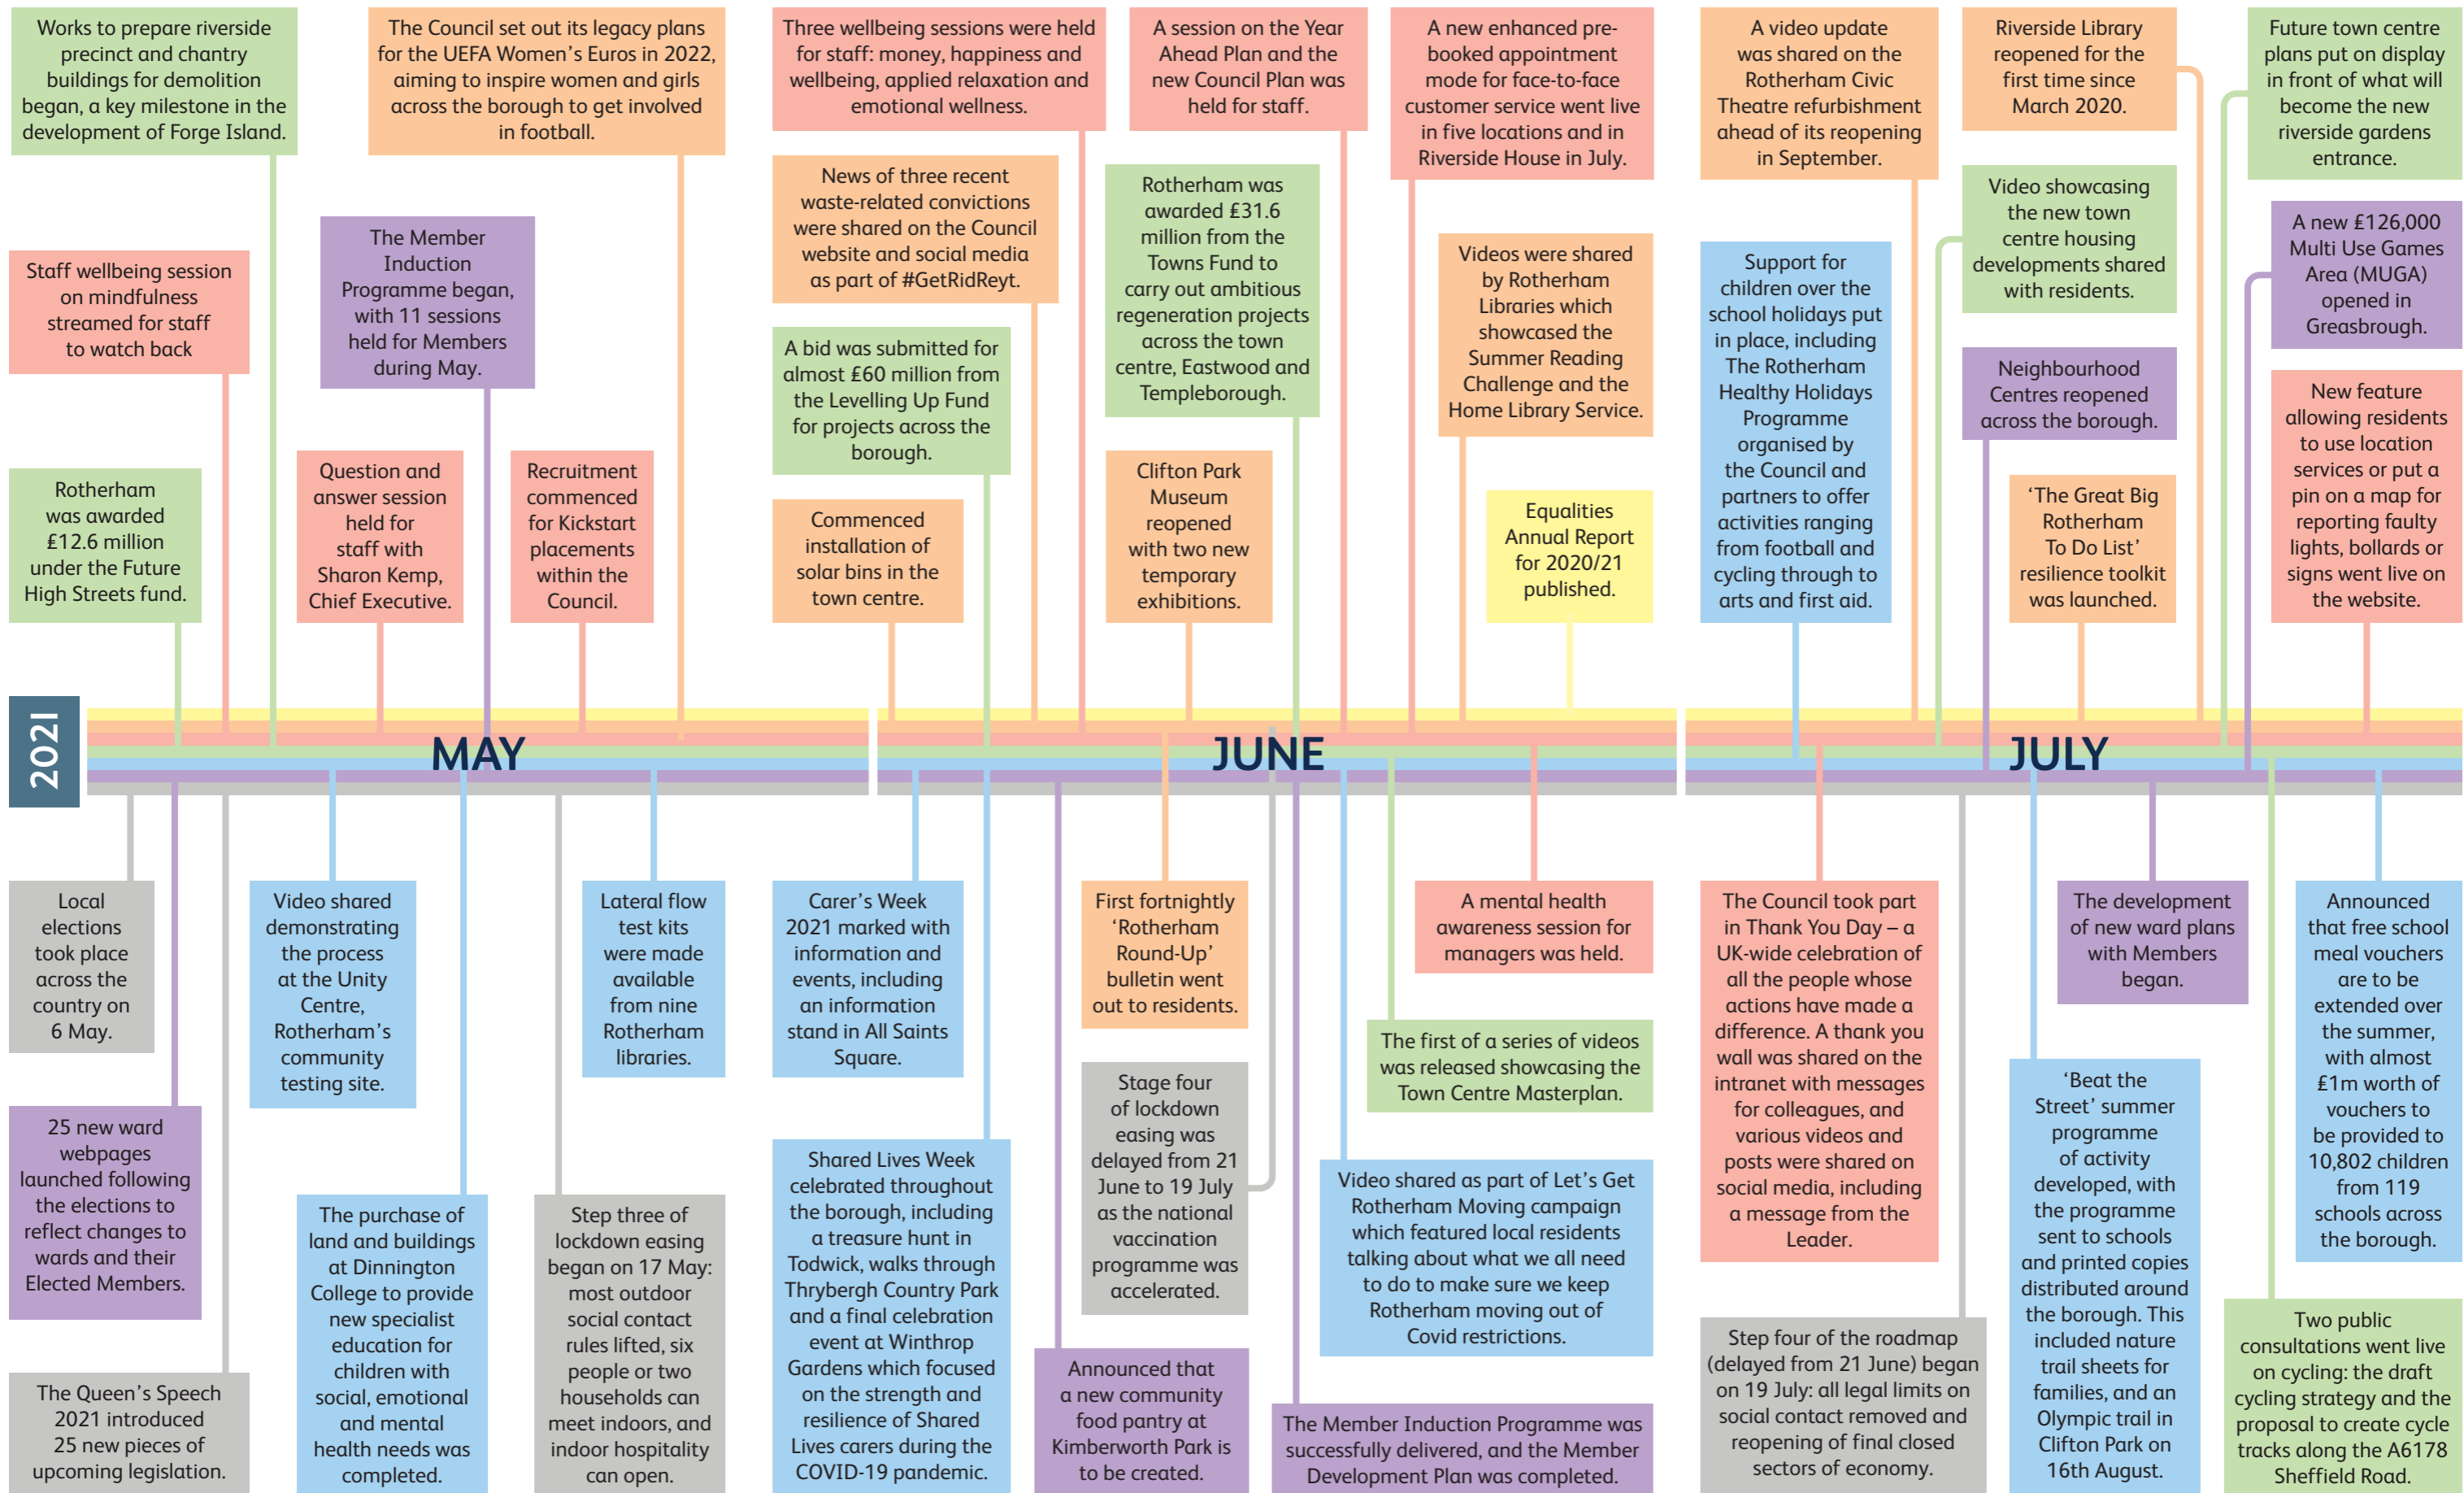 Works to prepare riverside
precinct and chantry
buildings for demolition
began, a key milestone in the
development of Forge Island.
The Council set out its legacy plans
for the UEFA Women's Euros in 2022,
aiming to inspire women and girls
across the borough to get involved
in football.
Staff wellbeing session
on mindfulness
streamed for staff
to watch back
The Member
Induction
Programme began,
with 11 sessions
held for Members
during May.
Rotherham
was awarded
£12.6 million
under the Future
High Streets fund.
Question and
answer session
held for
staff with
Sharon Kemp,
Chief Executive.
Recruitment
commenced
for Kickstart
placements
within the
Council.
Three wellbeing sessions were held
for staff: money, happiness and
wellbeing, applied relaxation and
emotional wellness.
A session on the Year
Ahead Plan and the
new Council Plan was
held for staff.
A new enhanced pre-
booked appointment
mode for face-to-face
customer service went live
in five locations and in
Riverside House in July.
News of three recent
waste-related convictions
were shared on the Council
website and social media
as part of #GetRidReyt.
Rotherham was
awarded £31.6
million from the
Towns Fund to
carry out ambitious
regeneration projects
across the town
centre, Eastwood and
Templeborough.
Videos were shared
by Rotherham
Libraries which
showcased the
Summer Reading
Challenge and the
Home Library Service.
A bid was submitted for
almost £60 million from
the Levelling Up Fund
for projects across the
borough.
Commenced
installation of
solar bins in the
town centre.
Clifton Park
Museum
reopened
with two new
temporary
exhibitions.
Equalities
Annual Report
for 2020/21
published.
A video update
was shared on the
Rotherham Civic
Theatre refurbishment
ahead of its reopening
in September.
Riverside Library
reopened for the
first time since
March 2020.
Future town centre
plans put on display
in front of what will
become the new
riverside gardens
entrance.
Support for
children over the
school holidays put
in place, including
The Rotherham
Healthy Holidays
Programme
organised by
the Council and
partners to offer
activities ranging
from football and
cycling through to
arts and first aid.
Video showcasing
the new town
centre housing
developments shared
with residents.
A new £126,000
Multi Use Games
Area (MUGA)
opened in
Greasbrough.
Neighbourhood
Centres reopened
across the borough.
'The Great Big
Rotherham
To Do List'
resilience toolkit
was launched.
New feature
allowing residents
to use location
services or put a
pin on a map for
reporting faulty
lights, bollards or
signs went live on
the website.
2021
MAY
JUNE
JULY
Local
elections
took place
across the
country on
6 May.
25 new ward
webpages
launched following
the elections to
reflect changes to
wards and their
Elected Members.
The Queen's Speech
2021 introduced
25 new pieces of
upcoming legislation.
Video shared
demonstrating
the process
at the Unity
Centre,
Rotherham's
community
testing site.
The purchase of
land and buildings
at Dinnington
College to provide
new specialist
education for
children with
social, emotional
and mental
health needs was
completed.
Lateral flow
test kits
were made
available
from nine
Rotherham
libraries.
Step three of
lockdown easing
began on 17 May:
most outdoor
social contact
rules lifted, six
people or two
households can
meet indoors, and
indoor hospitality
can open.
Carer's Week
2021 marked with
information and
events, including
an information
stand in All Saints
Square.
Shared Lives Week
celebrated throughout
the borough, including
a treasure hunt in
Todwick, walks through
Thrybergh Country Park
and a final celebration
event at Winthrop
Gardens which focused
on the strength and
resilience of Shared
Lives carers during the
COVID-19 pandemic.
First fortnightly
'Rotherham
Round-Up'
bulletin went
out to residents.
Stage four
of lockdown
easing was
delayed from 21
June to 19 July
as the national
vaccination
programme was
accelerated.
Announced that
a new community
food pantry at
Kimberworth Park is
to be created.
A mental health
awareness session for
managers was held.
The first of a series of videos
was released showcasing the
Town Centre Masterplan.
Video shared as part of Let's Get
Rotherham Moving campaign
which featured local residents
talking about what we all need
to do to make sure we keep
Rotherham moving out of
Covid restrictions.
The Member Induction Programme was
successfully delivered, and the Member
Development Plan was completed.
The Council took part
in Thank You Day – a
UK-wide celebration of
all the people whose
actions have made a
difference. A thank you
wall was shared on the
intranet with messages
for colleagues, and
various videos and
posts were shared on
social media, including
a message from the
Leader.
Step four of the roadmap
(delayed from 21 June) began
on 19 July: all legal limits on
social contact removed and
reopening of final closed
sectors of economy.
The development
of new ward plans
with Members
began.
'Beat the
Street' summer
programme
of activity
developed, with
the programme
sent to schools
and printed copies
distributed around
the borough. This
included nature
trail sheets for
families, and an
Olympic trail in
Clifton Park on
16th August.
Announced
that free school
meal vouchers
are to be
extended over
the summer,
with almost
£1m worth of
vouchers to
be provided to
10,802 children
from 119
schools across
the borough.
Two public
consultations went live
on cycling: the draft
cycling strategy and the
proposal to create cycle
tracks along the A6178
Sheffield Road.